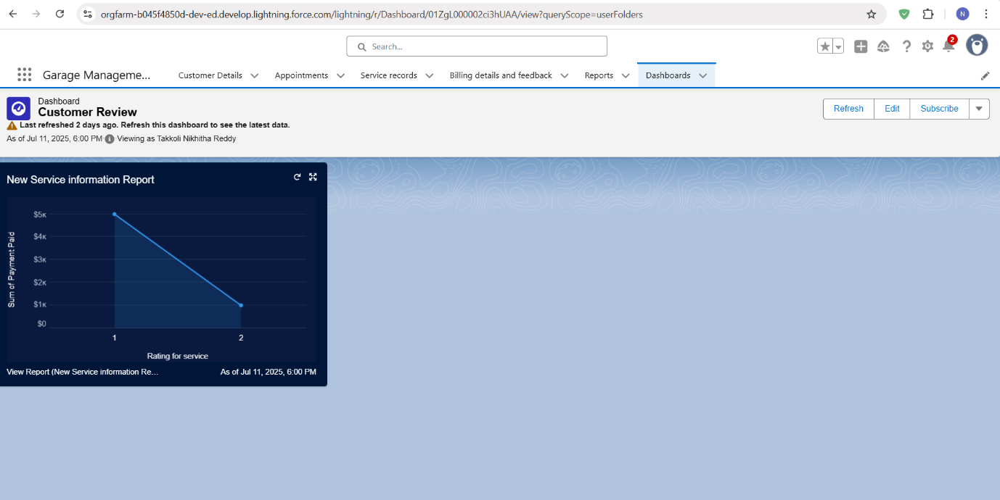 orgfarm-b045f4850d-dev-ed.develop.lightning.force.com/lightning/r/Dashboard/01ZgL000002ci3hUAA/view?queryScope=userFolders
N
Search...
2
Garage Manageme...
Customer Details
Appointments
Service records
Billing details and feedback
Reports
Dashboards
Dashboard
Customer Review
Last refreshed 2 days ago. Refresh this dashboard to see the latest data.
As of Jul 11, 2025, 6:00 PM Viewing as Takkoli Nikhitha Reddy
Refresh
Edit
Subscribe
New Service information Report
Sum of Payment Paid
$5K
$4K
$3K
$2K
$1K
$0
1
2
Rating for service
View Report (New Service information Re...
As of Jul 11, 2025, 6:00 PM